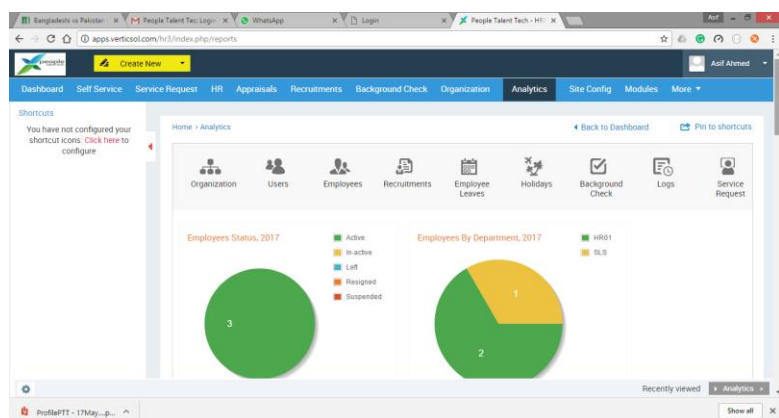 Bangladeshi vs Pakistan
People Talent Tec: Login
WhatsApp
Login
People Talent Tech - HR
Asif
apps.verticsol.com/hr3/index.php/reports
people
Create New
Asif Ahmed
Dashboard Self Service Service Request HR Appraisals Recruitments Background Check Organization Analytics Site Config Modules More
Shortcuts
You have not configured your
shortcut icons. Click here to
configure
Home > Analytics
Back to Dashboard
Pin to shortcuts
Organization
Users
Employees
Recruitments
Employee
Leaves
Holidays
Background
Check
Logs
Service
Request
Employees Status, 2017
Active
In-active
Left
Resigned
Suspended
3
Employees By Department, 2017
HR01
SLS
1
2
Recently viewed
Analytics
ProfilePTT - 17May....p...
Show all